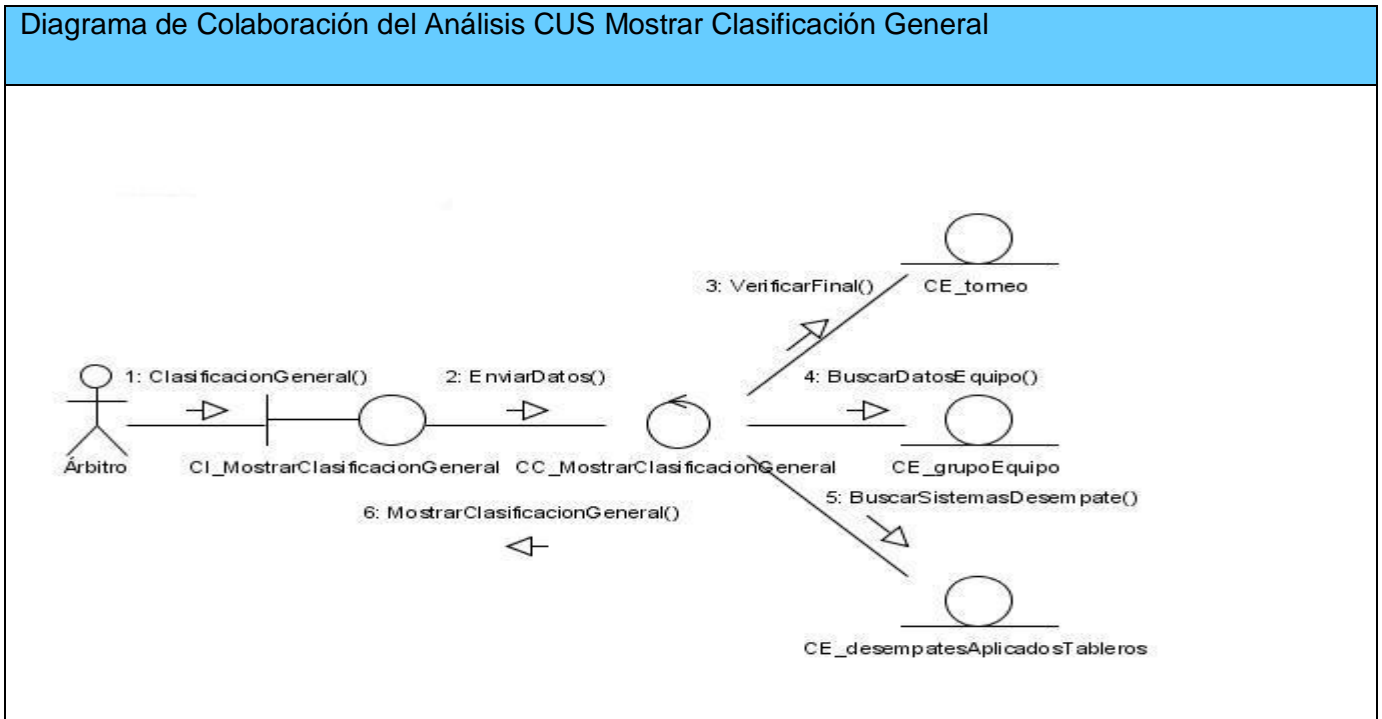 Diagrama de Colaboración del Análisis CUS Mostrar Clasificación General
3: VerificarFinal()
CE_torneo
1: ClasificacionGeneral()
2: EnviarDatos()
4: BuscarDatosEquipo()
Árbitro
CI_MostrarClasificacionGeneral
CC_MostrarClasificacionGeneral
CE_grupoEquipo
5: BuscarSistemasDesempate()
6: MostrarClasificacionGeneral()
CE_desempatesAplicadosTableros